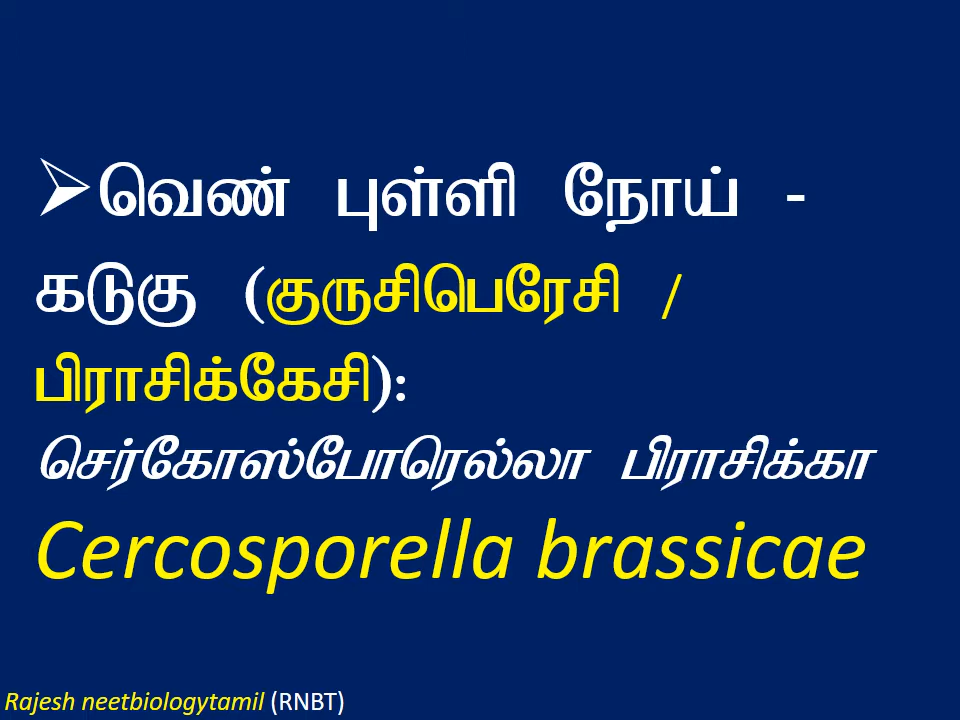 ➢வெண் புள்ளி நோய் -
கடுகு (குருசிபெரேசி /
பிராசிக்கேசி):
செர்கோஸ்போரெல்லா பிராசிக்கா
Cercosporella brassicae
Rajesh neetbiologytamil (RNBT)